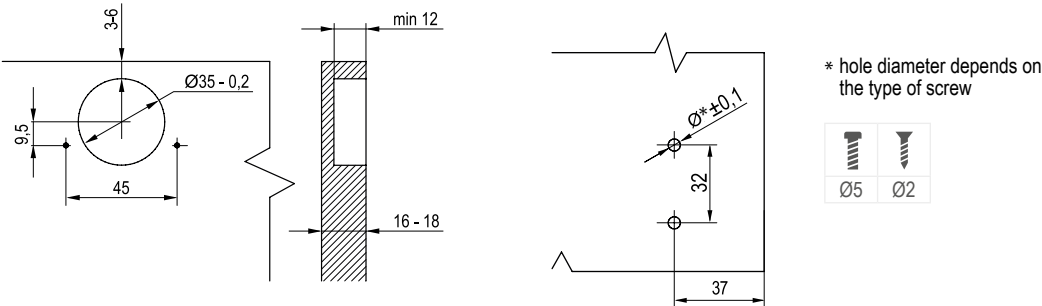 3-6
Ø35 - 0,2
9,5
45
min 12
16 - 18
Ø*±0,1
32
37
* hole diameter depends on
the type of screw
Ø5 Ø2